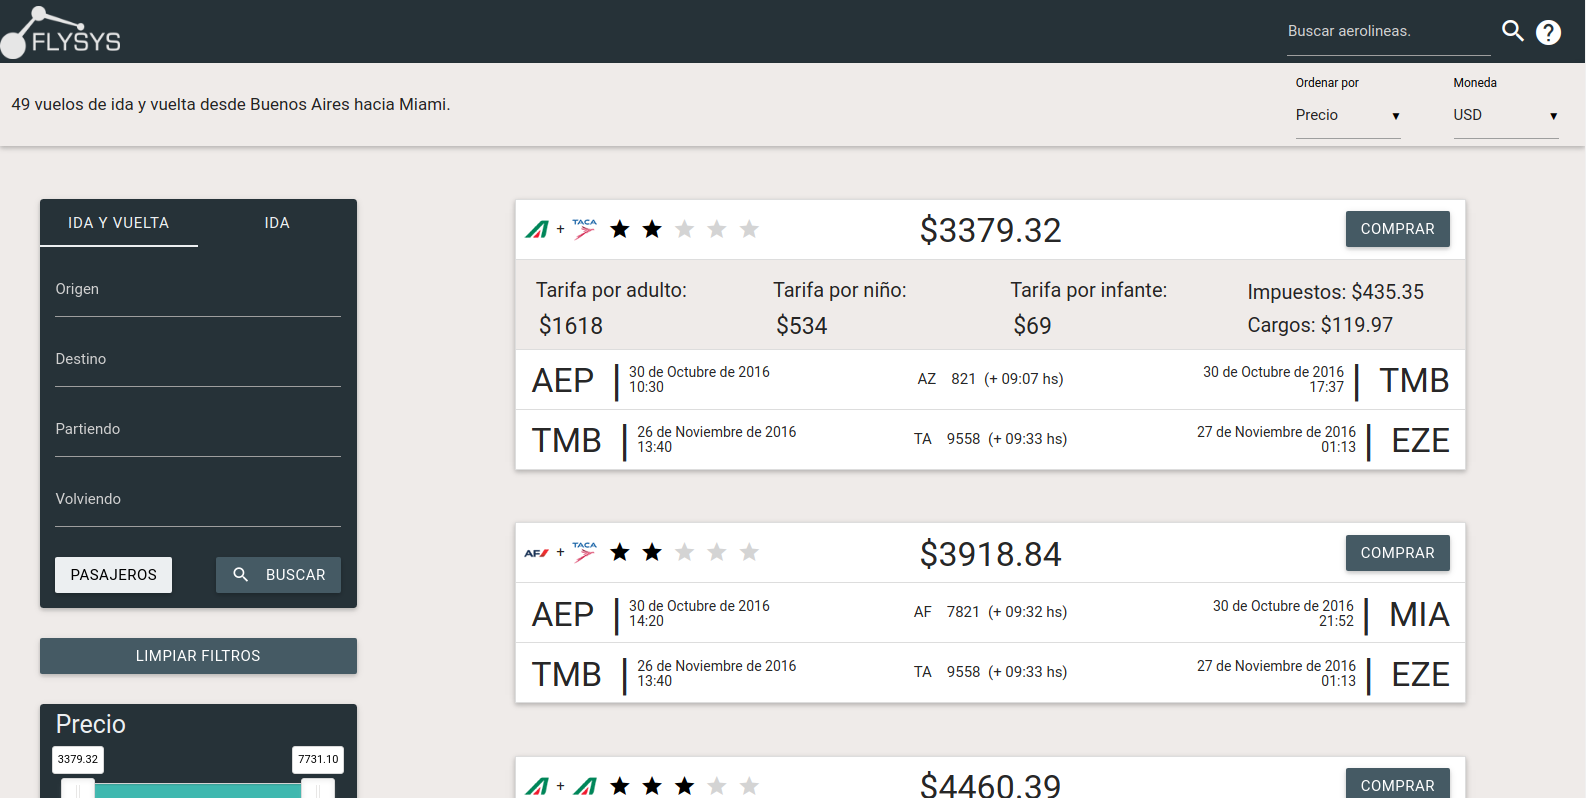 FLYSYS
Buscar aerolineas.
?
49 vuelos de ida y vuelta desde Buenos Aires hacia Miami.
Ordenar por
Precio
Moneda
USD
IDA Y VUELTA
IDA
Origen
Destino
Partiendo
Volviendo
PASAJEROS
BUSCAR
LIMPIAR FILTROS
Precio
3379.32
7731.10
+ TACA
$3379.32
COMPRAR
Tarifa por adulto:
$1618
Tarifa por niño:
$534
Tarifa por infante:
$69
Impuestos: $435.35
Cargos: $119.97
AEP
30 de Octubre de 2016
10:30
AZ 821 (+ 09:07 hs)
30 de Octubre de 2016
17:37
TMB
TMB
26 de Noviembre de 2016
13:40
TA 9558 (+ 09:33 hs)
27 de Noviembre de 2016
01:13
EZE
AF + TACA
$3918.84
COMPRAR
AEP
30 de Octubre de 2016
14:20
AF 7821 (+ 09:32 hs)
30 de Octubre de 2016
21:52
MIA
TMB
26 de Noviembre de 2016
13:40
TA 9558 (+ 09:33 hs)
27 de Noviembre de 2016
01:13
EZE
+
$4460.39
COMPRAR